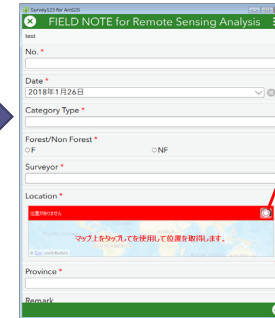 Survey123 for ArcGIS
FIELD NOTE for Remote Sensing Analysis
test
No. *
Date *
2018年1月26日
Category Type *
Forest/Non Forest *
F
NF
Surveyor *
Location *
位置がありません
マップ上をタップしてを使用して位置を取得します。
Province *
Remark